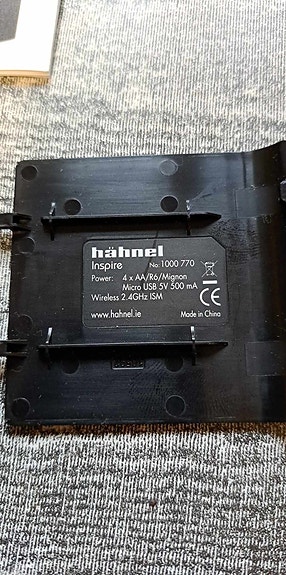 hähnel
Inspire No: 1000 770
Power: 4 x AA/R6/Mignon
Micro USB 5V 500 mA
Wireless 2.4GHz ISM
www.hahnel.ie Made in China